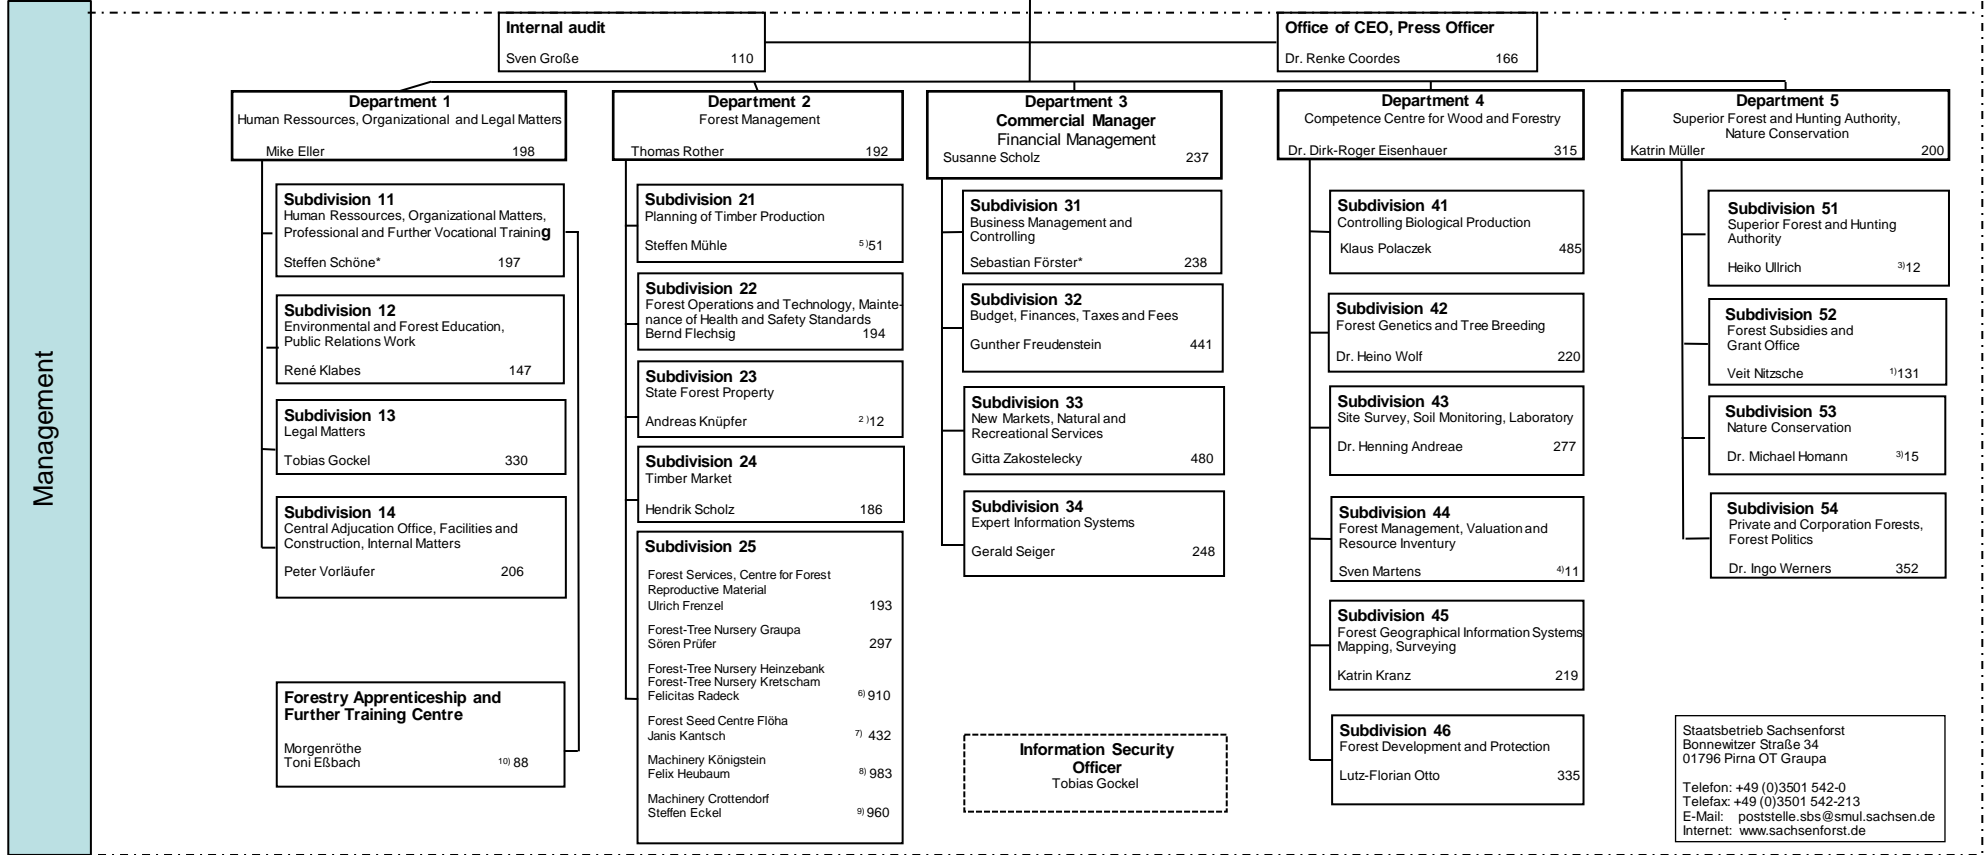 Management
Internal audit
Sven Große 110
Office of CEO, Press Officer
Dr. Renke Coordes 166
Department 1
Human Ressources, Organizational and Legal Matters
Mike Eller 198
Subdivision 11
Human Ressources, Organizational Matters,
Professional and Further Vocational Training
Steffen Schöne* 197
Subdivision 12
Environmental and Forest Education,
Public Relations Work
René Klabes 147
Subdivision 13
Legal Matters
Tobias Gockel 330
Subdivision 14
Central Adjucation Office, Facilities and
Construction, Internal Matters
Peter Vorläufer 206
Forestry Apprenticeship and
Further Training Centre
Morgenröthe
Toni Eßbach 10) 88
Department 2
Forest Management
Thomas Rother 192
Subdivision 21
Planning of Timber Production
Steffen Mühle 5)51
Subdivision 22
Forest Operations and Technology, Mainte-
nance of Health and Safety Standards
Bernd Flechsig 194
Subdivision 23
State Forest Property
Andreas Knüpfer 2)12
Subdivision 24
Timber Market
Hendrik Scholz 186
Subdivision 25
Forest Services, Centre for Forest
Reproductive Material
Ulrich Frenzel 193
Forest-Tree Nursery Graupa
Sören Prüfer 297
Forest-Tree Nursery Heinzebank
Forest-Tree Nursery Kretscham
Felicitas Radeck 6) 910
Forest Seed Centre Flöha
Janis Kantsch 7) 432
Machinery Königstein
Felix Heubaum 8) 983
Machinery Crottendorf
Steffen Eckel 9) 960
Department 3
Commercial Manager
Financial Management
Susanne Scholz 237
Subdivision 31
Business Management and
Controlling
Sebastian Förster* 238
Subdivision 32
Budget, Finances, Taxes and Fees
Gunther Freudenstein 441
Subdivision 33
New Markets, Natural and
Recreational Services
Gitta Zakostelecky 480
Subdivision 34
Expert Information Systems
Gerald Seiger 248
Information Security
Officer
Tobias Gockel
Department 4
Competence Centre for Wood and Forestry
Dr. Dirk-Roger Eisenhauer 315
Subdivision 41
Controlling Biological Production
Klaus Polaczek 485
Subdivision 42
Forest Genetics and Tree Breeding
Dr. Heino Wolf 220
Subdivision 43
Site Survey, Soil Monitoring, Laboratory
Dr. Henning Andreae 277
Subdivision 44
Forest Management, Valuation and
Resource Inventory
Sven Martens 4)11
Subdivision 45
Forest Geographical Information Systems
Mapping, Surveying
Katrin Kranz 219
Subdivision 46
Forest Development and Protection
Lutz-Florian Otto 335
Department 5
Superior Forest and Hunting Authority,
Nature Conservation
Katrin Müller 200
Subdivision 51
Superior Forest and Hunting
Authority
Heiko Ullrich 3)12
Subdivision 52
Forest Subsidies and
Grant Office
Veit Nitzsche 1)131
Subdivision 53
Nature Conservation
Dr. Michael Homann 3)15
Subdivision 54
Private and Corporation Forests,
Forest Politics
Dr. Ingo Werners 352
Staatsbetrieb Sachsenforst
Bonnewitzer Straße 34
01796 Pirna OT Graupa
Telefon: +49 (0)3501 542-0
Telefax: +49 (0)3501 542-213
E-Mail: poststelle.sbs@smul.sachsen.de
Internet: www.sachsenforst.de